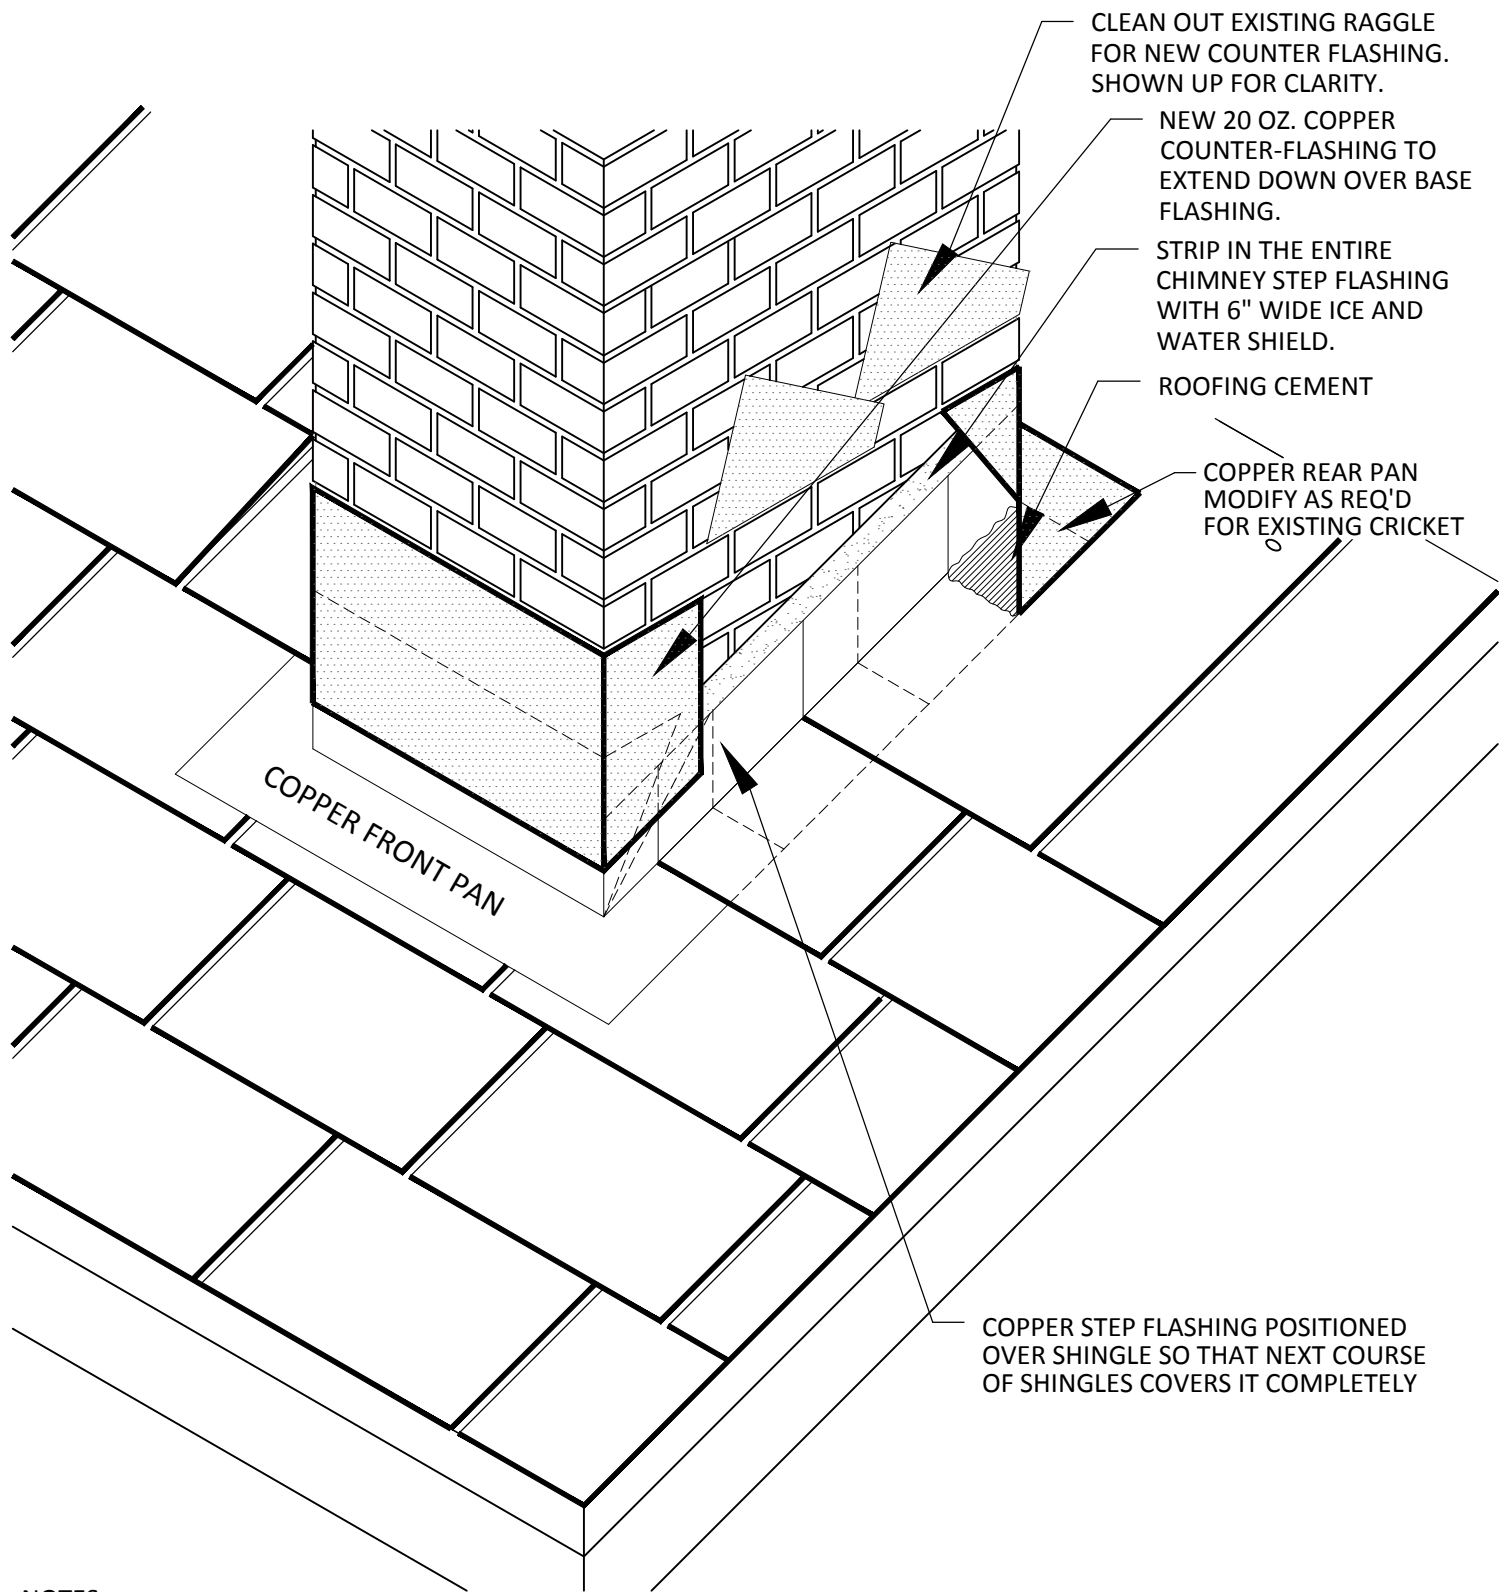 CLEAN OUT EXISTING RAGGLE
FOR NEW COUNTER FLASHING.
SHOWN UP FOR CLARITY.
NEW 20 OZ. COPPER
COUNTER-FLASHING TO
EXTEND DOWN OVER BASE
FLASHING.
STRIP IN THE ENTIRE
CHIMNEY STEP FLASHING
WITH 6" WIDE ICE AND
WATER SHIELD.
ROOFING CEMENT
COPPER REAR PAN
MODIFY AS REQ'D
FOR EXISTING CRICKET
COPPER FRONT PAN
COPPER STEP FLASHING POSITIONED
OVER SHINGLE SO THAT NEXT COURSE
OF SHINGLES COVERS IT COMPLETELY
NOTES